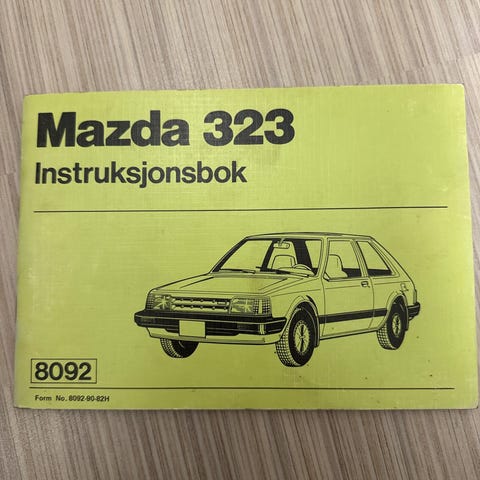 Mazda 323
Instruksjonsbok
8092
Form No. 8092-90-82H